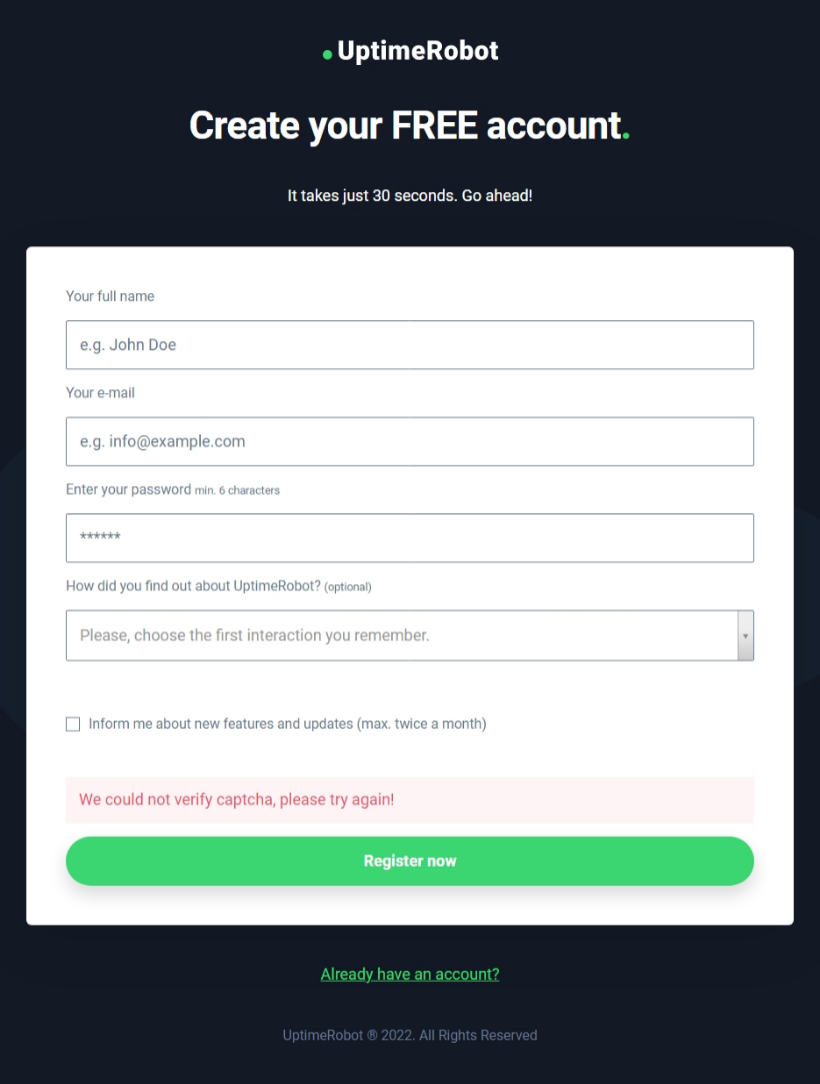 UptimeRobot
Create your FREE account.
It takes just 30 seconds. Go ahead!
Your full name
e.g. John Doe
Your e-mail
e.g. info@example.com
Enter your password min. 6 characters
******
How did you find out about UptimeRobot? (optional)
Please, choose the first interaction you remember.
Inform me about new features and updates (max. twice a month)
We could not verify captcha, please try again!
Register now
Already have an account?
UptimeRobot ® 2022. All Rights Reserved